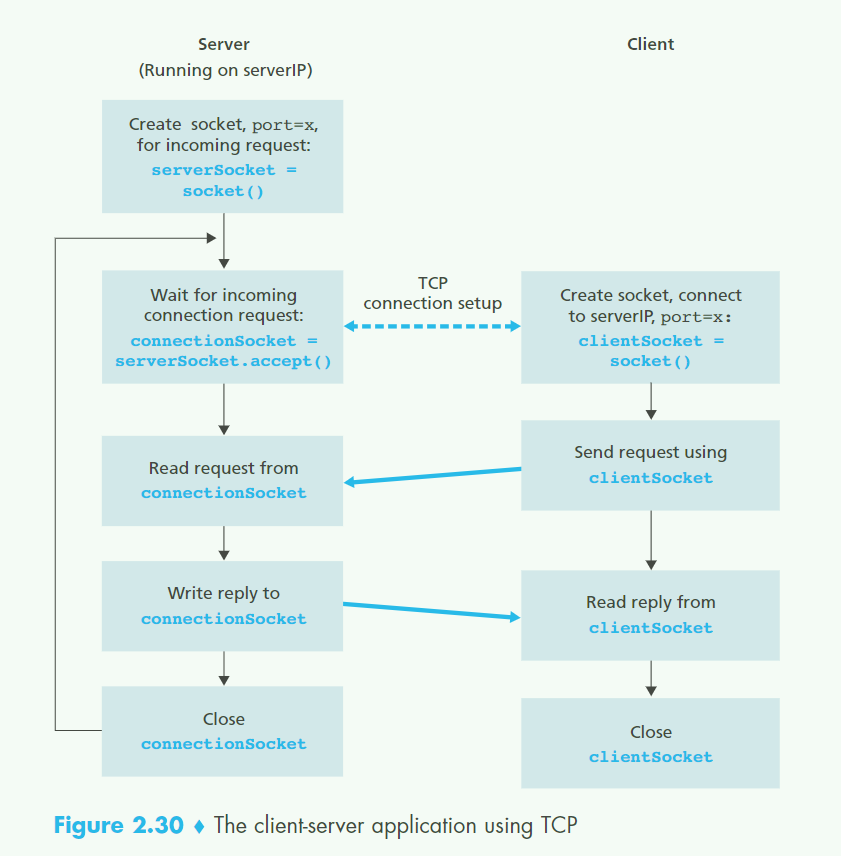 Server
(Running on serverIP)
Client
Create socket, port=x,
for incoming request:
serverSocket =
socket()
Wait for incoming
connection request:
connectionSocket =
serverSocket.accept()
TCP
connection setup
Create socket, connect
to serverIP, port=x:
clientSocket =
socket()
Read request from
connectionSocket
Send request using
clientSocket
Write reply to
connectionSocket
Read reply from
clientSocket
Close
connectionSocket
Close
clientSocket
Figure 2.30 ♦ The client-server application using TCP